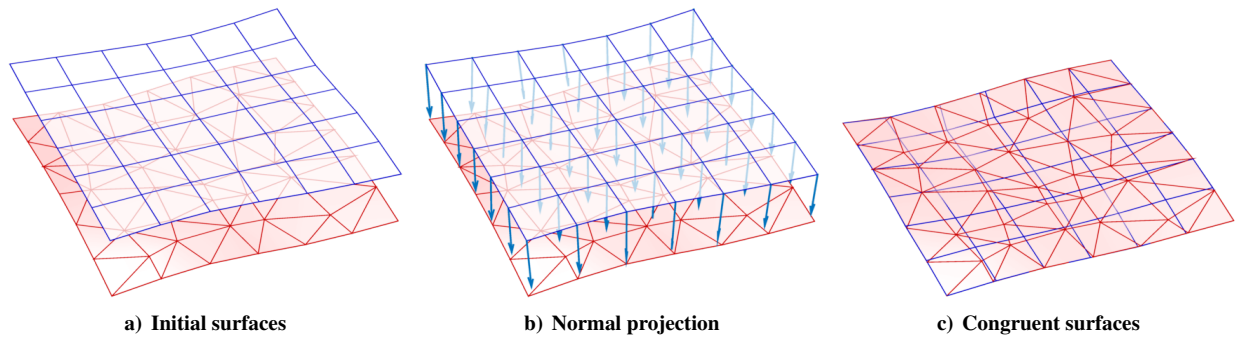 a) Initial surfaces
b) Normal projection
c) Congruent surfaces